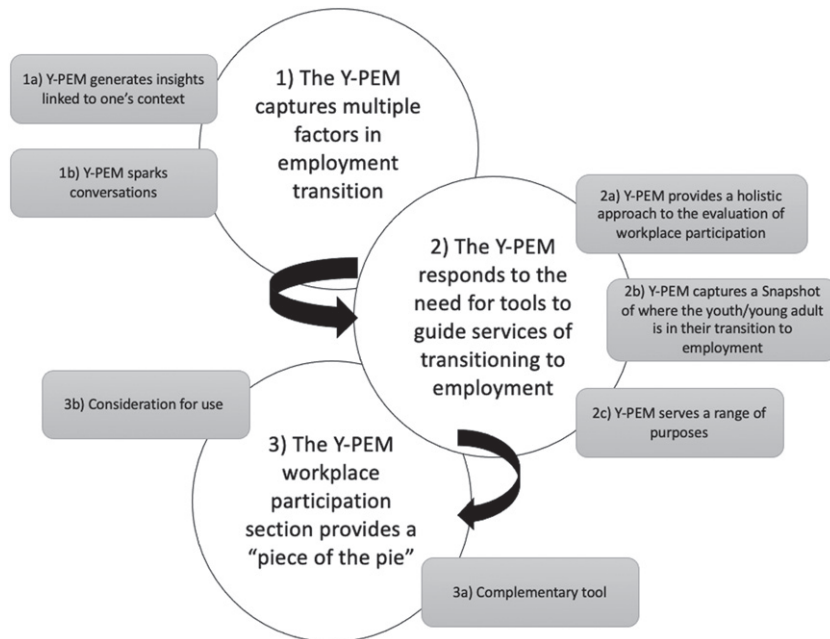 1) The Y-PEM
captures multiple
factors in
employment
transition
1a) Y-PEM generates insights
linked to one's context
1b) Y-PEM sparks
conversations
2) The Y-PEM
responds to the
need for tools to
guide services of
transitioning to
employment
2a) Y-PEM provides a holistic
approach to the evaluation of
workplace participation
2b) Y-PEM captures a Snapshot
of where the youth/young adult
is in their transition to
employment
2c) Y-PEM serves a range of
purposes
3b) Consideration for use
3) The Y-PEM
workplace
participation
section provides a
“piece of the pie”
3a) Complementary tool